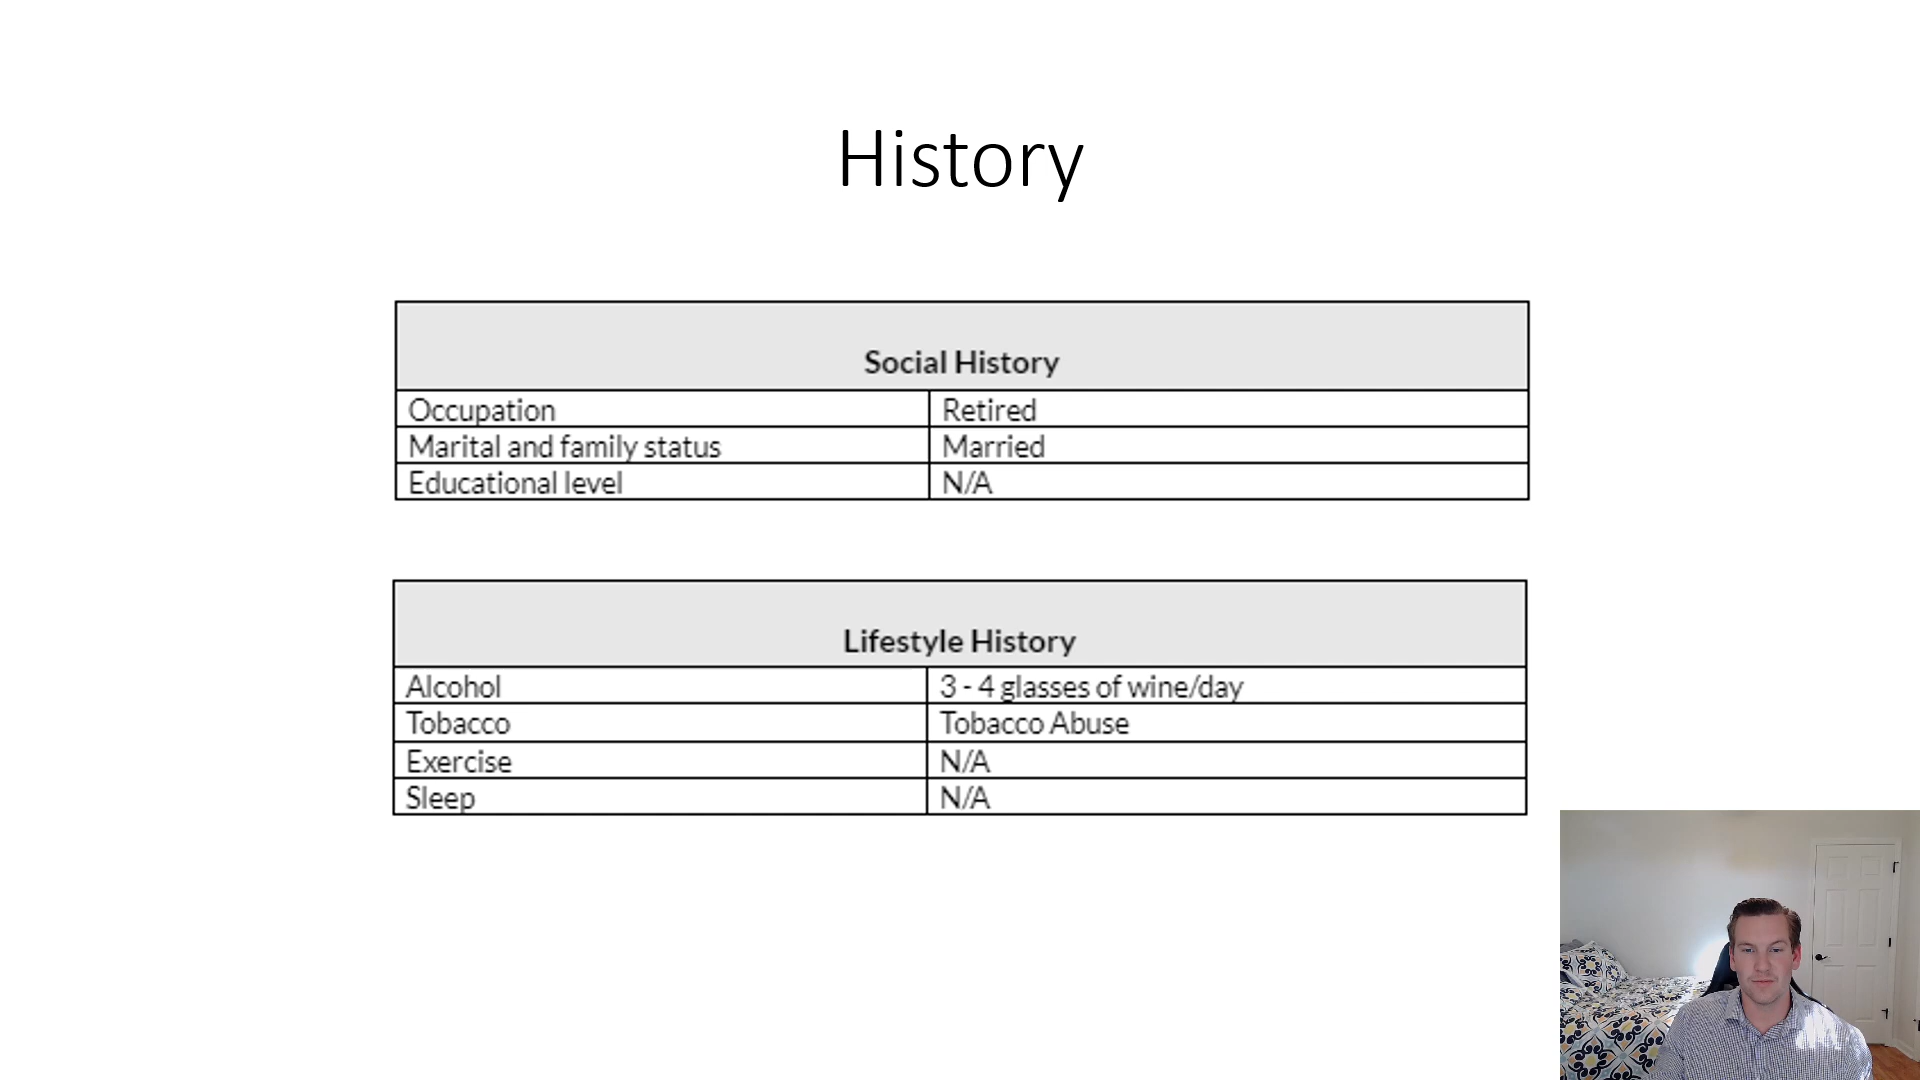 History
Social History
Occupation Retired
Marital and family status Married
Educational level N/A
Lifestyle History
Alcohol 3 - 4 glasses of wine/day
Tobacco Tobacco Abuse
Exercise N/A
Sleep N/A